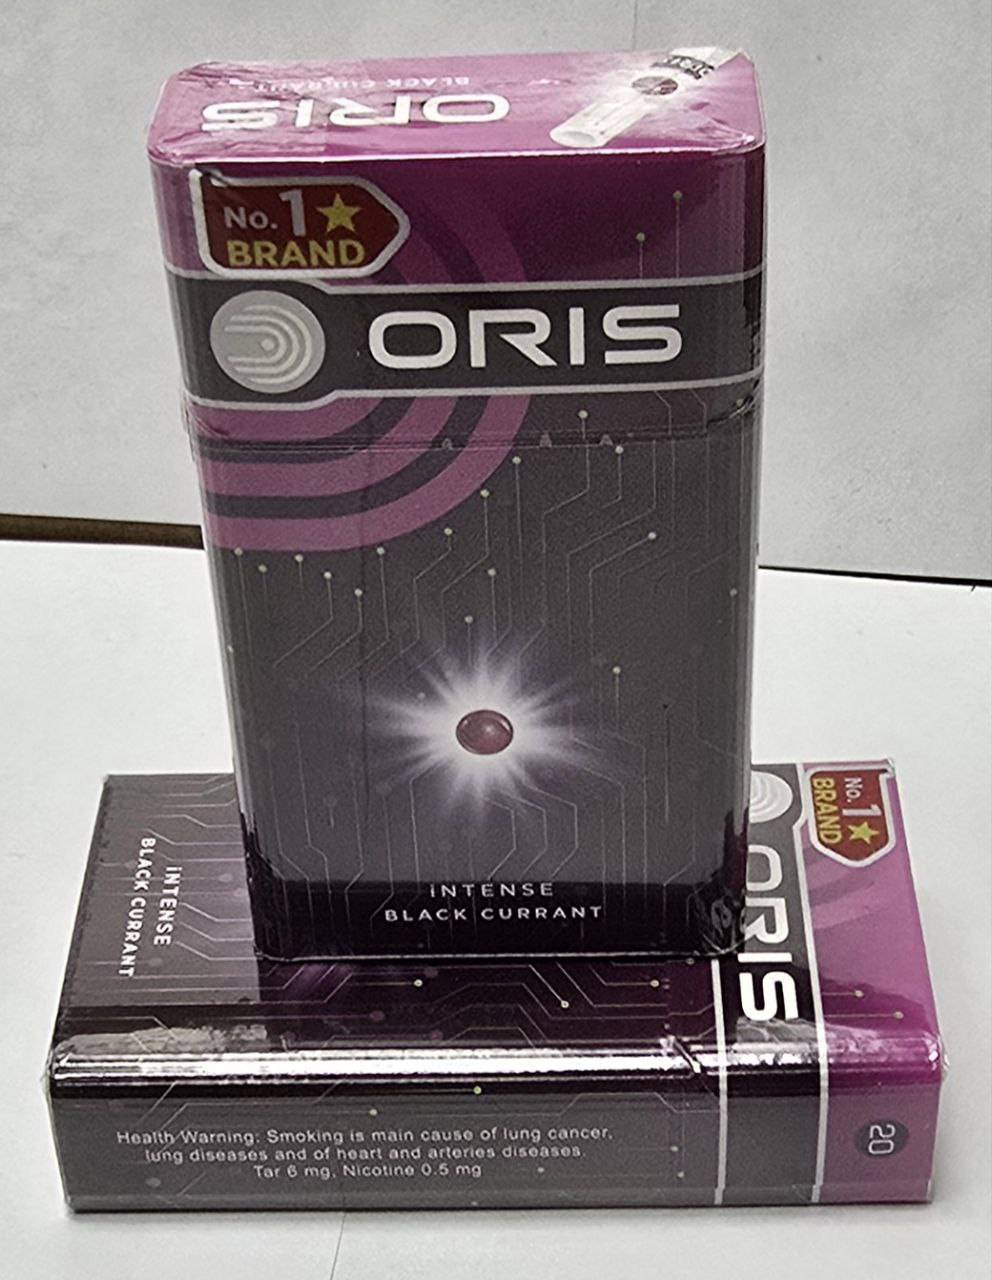 BLACK CURRANT
ORIS
No.1
BRAND
ORIS
INTENSE
BLACK CURRANT
No.1
BRAND
ORIS
INTENSE
BLACK CURRANT
Health Warning: Smoking is main cause of lung cancer,
lung diseases and of heart and arteries diseases.
Tar 6 mg, Nicotine 0.5 mg
20